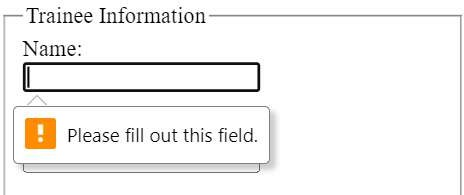 Trainee Information
Name:
Please fill out this field.